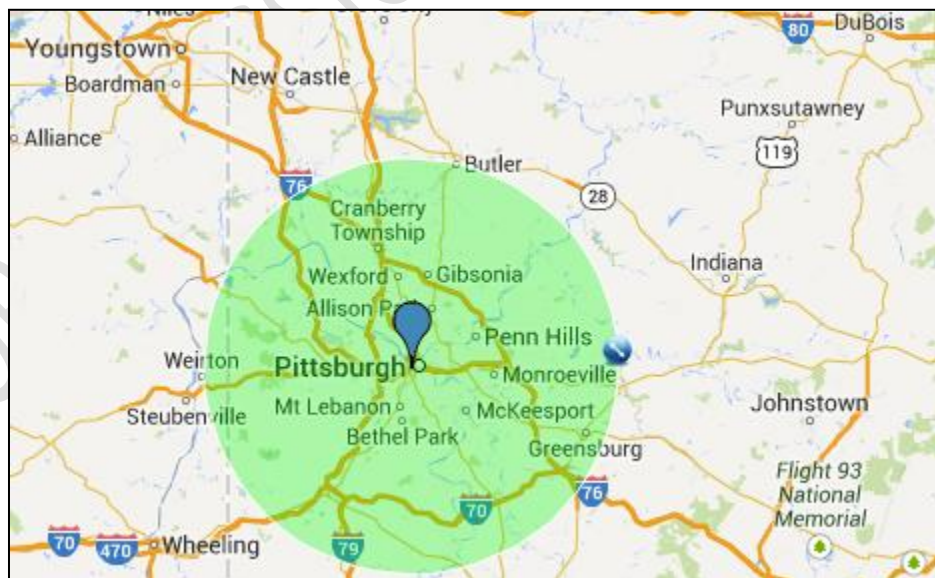 Niles
80
DuBois
Youngstown
Boardman
New Castle
Punxsutawney
Alliance
119
Butler
76
28
Cranberry
Township
Indiana
Wexford
Gibsonia
Allison Pa
Penn Hills
Weirton
Pittsburgh
Monroeville
Steubenville
Mt Lebanon
McKeesport
Johnstown
Bethel Park
Greensburg
Flight 93
National
Memorial
76
70
70
470
Wheeling
79